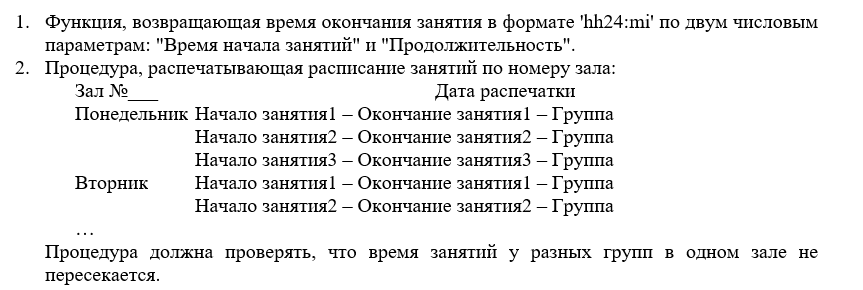 1. Функция, возвращающая время окончания занятия в формате 'hh24:mi' по двум числовым
параметрам: "Время начала занятий" и "Продолжительность".
2. Процедура, распечатывающая расписание занятий по номеру зала:
Зал №___ Дата распечатки
Понедельник Начало занятия1 – Окончание занятия1 – Группа
Начало занятия2 – Окончание занятия2 – Группа
Начало занятия3 – Окончание занятия3 – Группа
Вторник Начало занятия1 – Окончание занятия1 – Группа
Начало занятия2 – Окончание занятия2 – Группа
…
Процедура должна проверять, что время занятий у разных групп в одном зале не
пересекается.